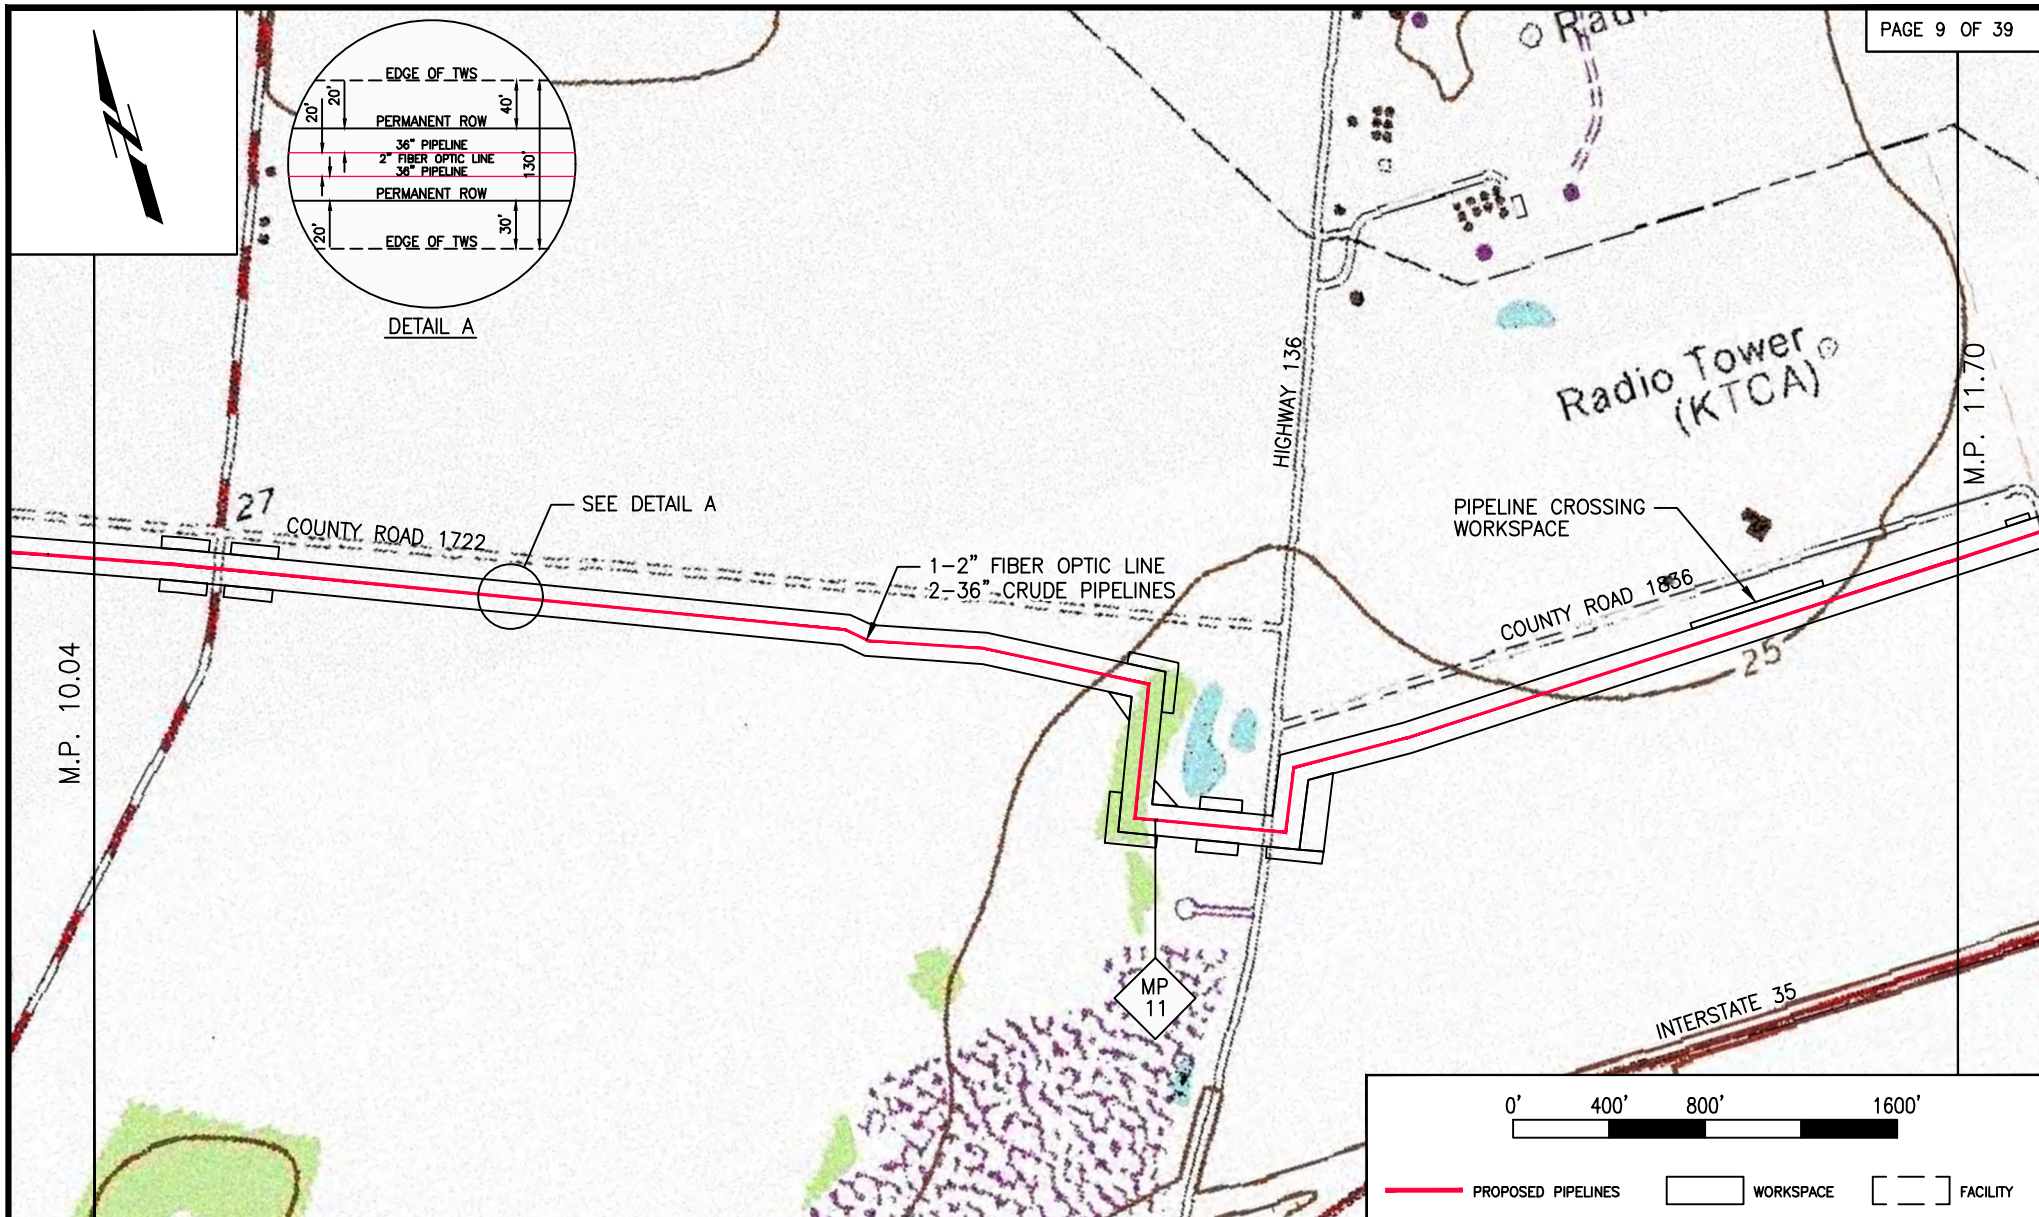 PAGE 9 OF 39
EDGE OF TWS
20'
20'
40'
PERMANENT ROW
36" PIPELINE
2" FIBER OPTIC LINE
36" PIPELINE
130'
PERMANENT ROW
20'
30'
EDGE OF TWS
DETAIL A
HIGHWAY 136
Radio Tower
(KTCA)
M.P. 11.70
27
COUNTY ROAD 1722
SEE DETAIL A
PIPELINE CROSSING
WORKSPACE
1-2" FIBER OPTIC LINE
2-36" CRUDE PIPELINES
COUNTY ROAD 1836
25
M.P. 10.04
MP
11
INTERSTATE 35
0' 400' 800' 1600'
PROPOSED PIPELINES
WORKSPACE
FACILITY